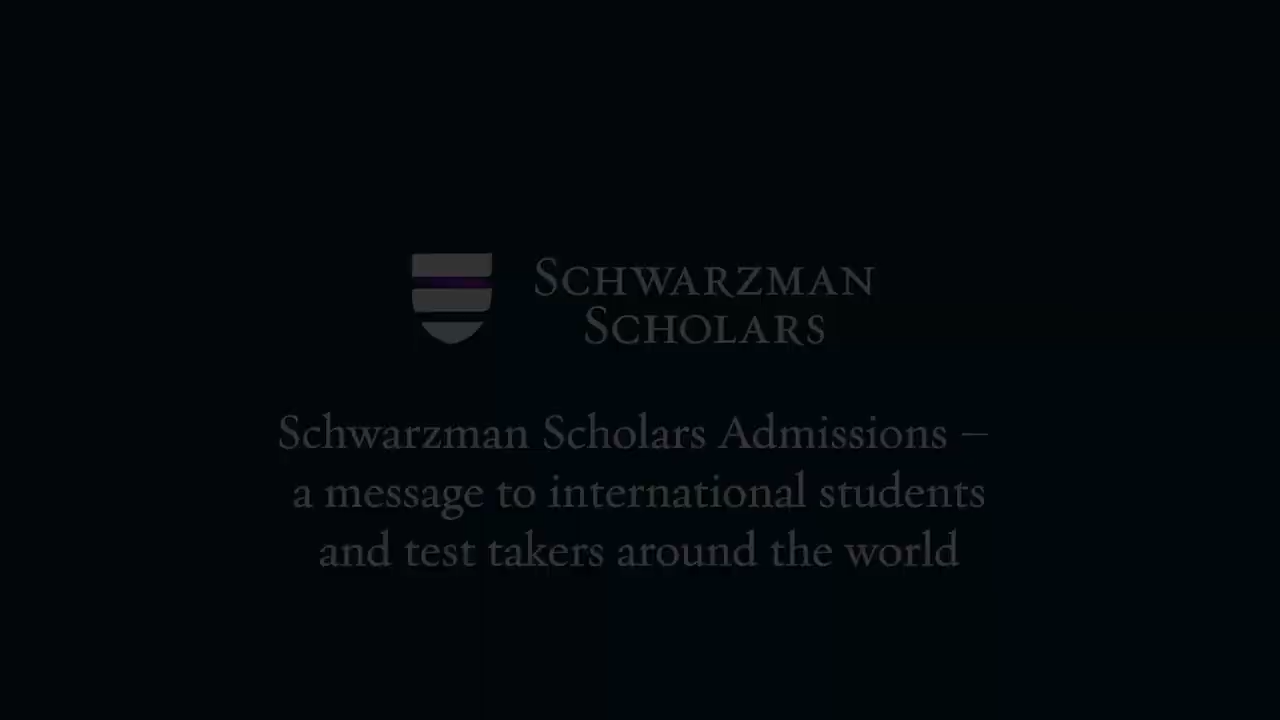 SCHWARZMAN
SCHOLARS
Schwarzman Scholars Admissions –
a message to international students
and test takers around the world